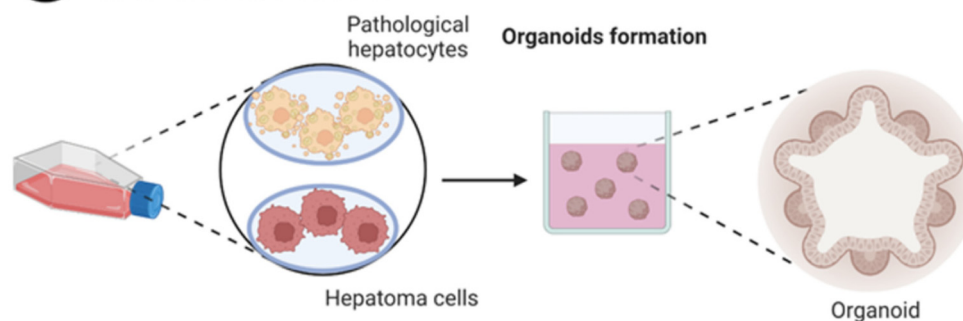 Pathological
hepatocytes
Organoids formation
Hepatoma cells
Organoid